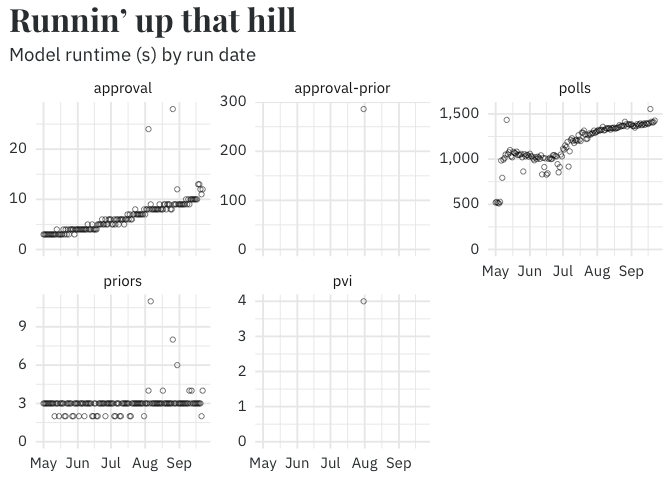 Runnin’ up that hill
Model runtime (s) by run date
approval
approval-prior
polls
20
10
0
300
200
100
0
1,500
1,000
500
0
May Jun Jul Aug Sep
priors
pvi
9
6
3
0
4
3
2
1
0
May Jun Jul Aug Sep
May Jun Jul Aug Sep